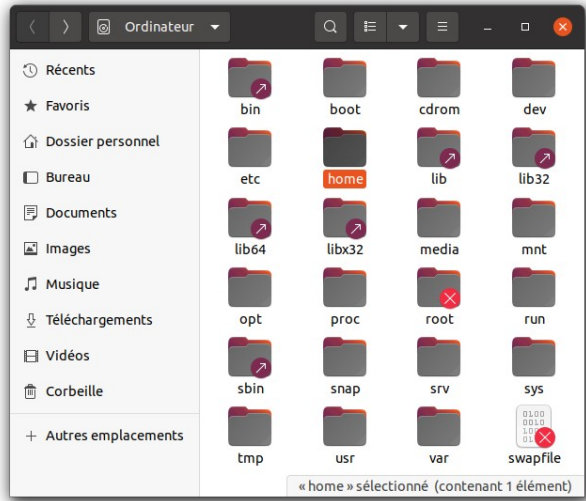 Ordinateur
Récents
Favoris
Dossier personnel
Bureau
Documents
Images
Musique
Téléchargements
Vidéos
Corbeille
Autres emplacements
bin boot cdrom dev
etc home lib lib32
lib64 libx32 media mnt
opt proc root run
sbin snap srv sys
0100
0010
tmp usr var swapfile
« home » sélectionné (contenant 1 élément)